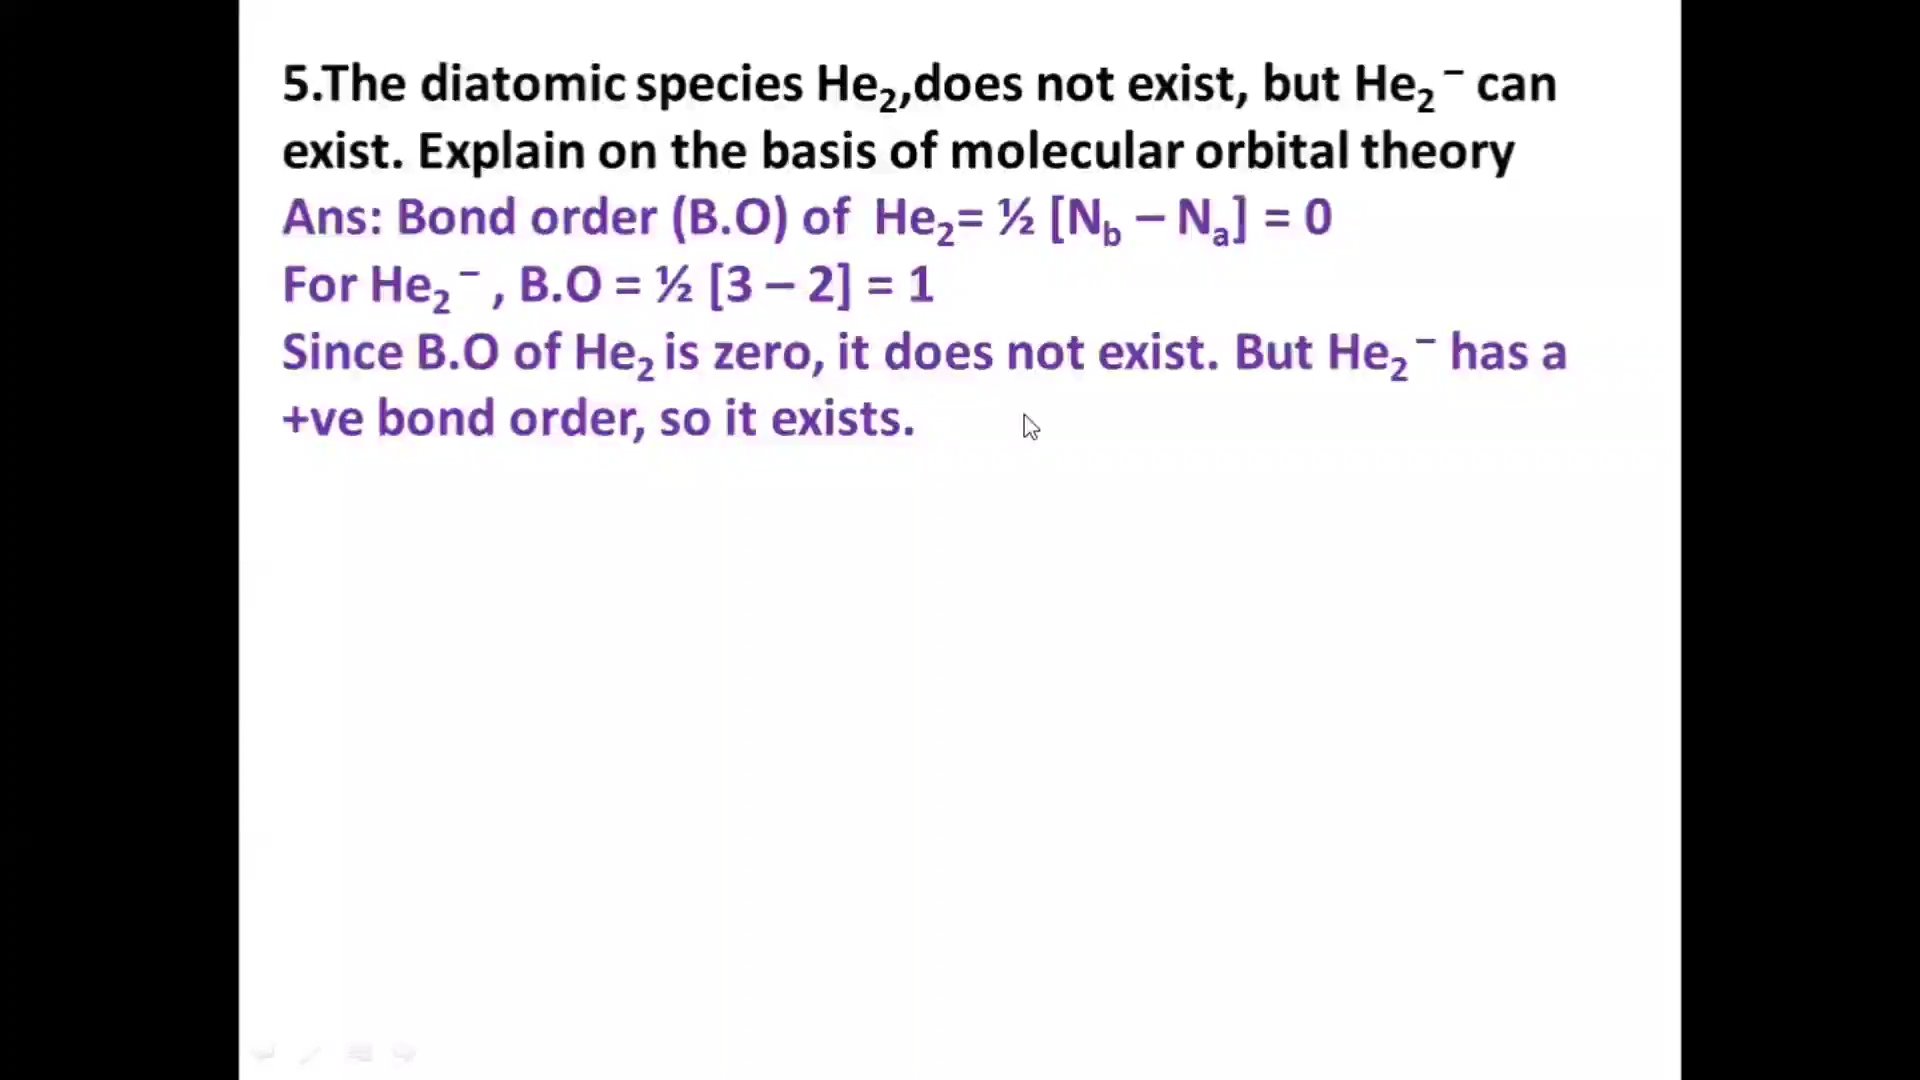 5.The diatomic species He₂,does not exist, but He₂⁻ can
exist. Explain on the basis of molecular orbital theory
Ans: Bond order (B.O) of He₂= ½ [N_b – Nₐ] = 0
For He₂⁻ , B.O = ½ [3 – 2] = 1
Since B.O of He₂ is zero, it does not exist. But He₂⁻ has a
+ve bond order, so it exists.